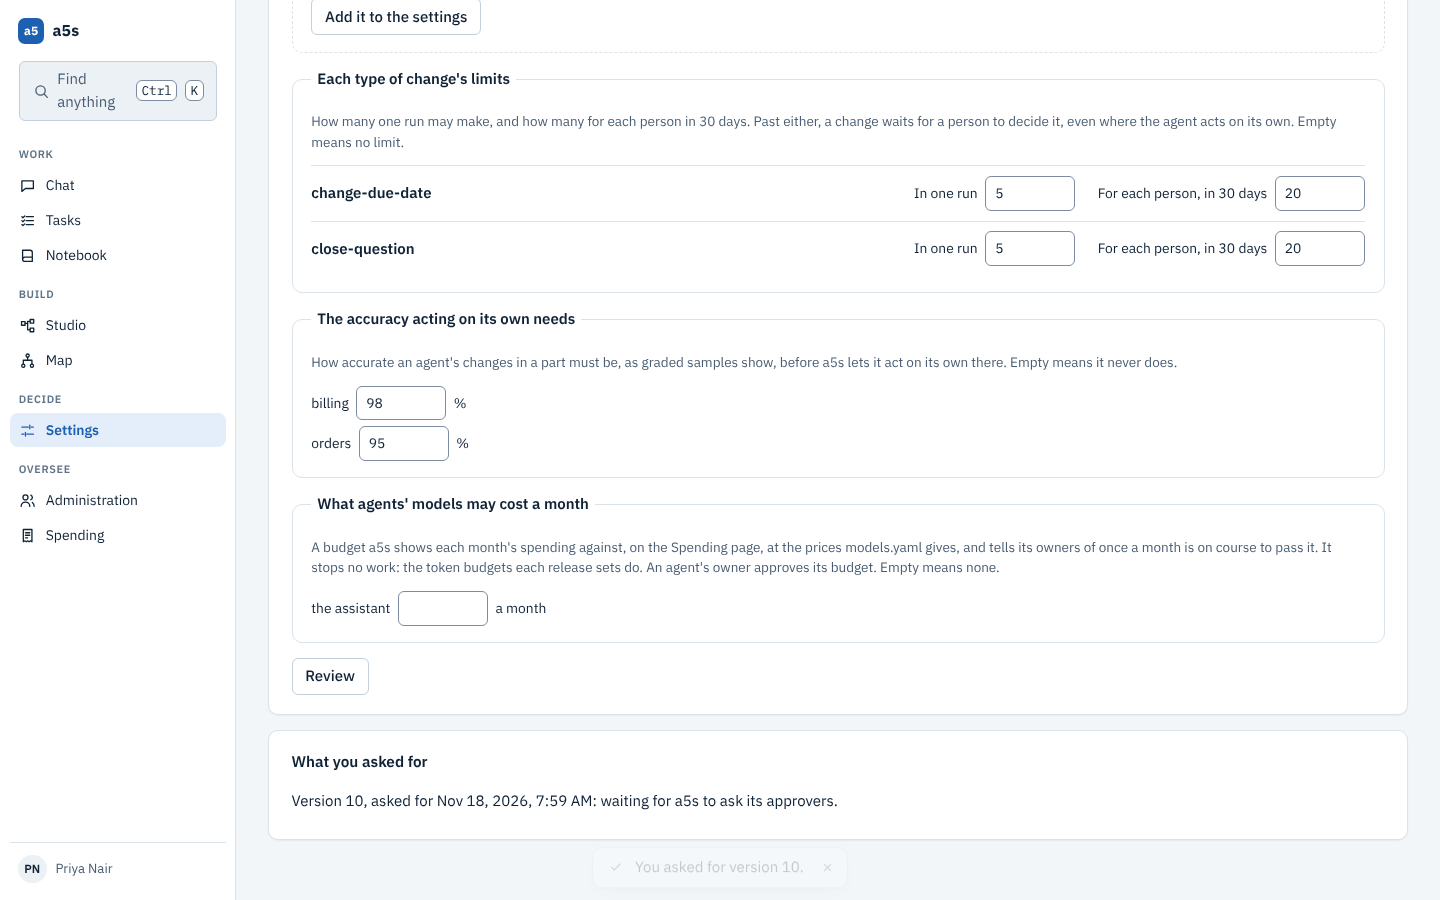 a5 a5s
Find anything Ctrl K
WORK
Chat
Tasks
Notebook
BUILD
Studio
Map
DECIDE
Settings
OVERSEE
Administration
Spending
PN Priya Nair
Add it to the settings
Each type of change's limits
How many one run may make, and how many for each person in 30 days. Past either, a change waits for a person to decide it, even where the agent acts on its own. Empty
means no limit.
change-due-date In one run 5 For each person, in 30 days 20
close-question In one run 5 For each person, in 30 days 20
The accuracy acting on its own needs
How accurate an agent's changes in a part must be, as graded samples show, before a5s lets it act on its own there. Empty means it never does.
billing 98 %
orders 95 %
What agents' models may cost a month
A budget a5s shows each month's spending against, on the Spending page, at the prices models.yaml gives, and tells its owners of once a month is on course to pass it. It
stops no work: the token budgets each release sets do. An agent's owner approves its budget. Empty means none.
the assistant a month
Review
What you asked for
Version 10, asked for Nov 18, 2026, 7:59 AM: waiting for a5s to ask its approvers.
You asked for version 10.